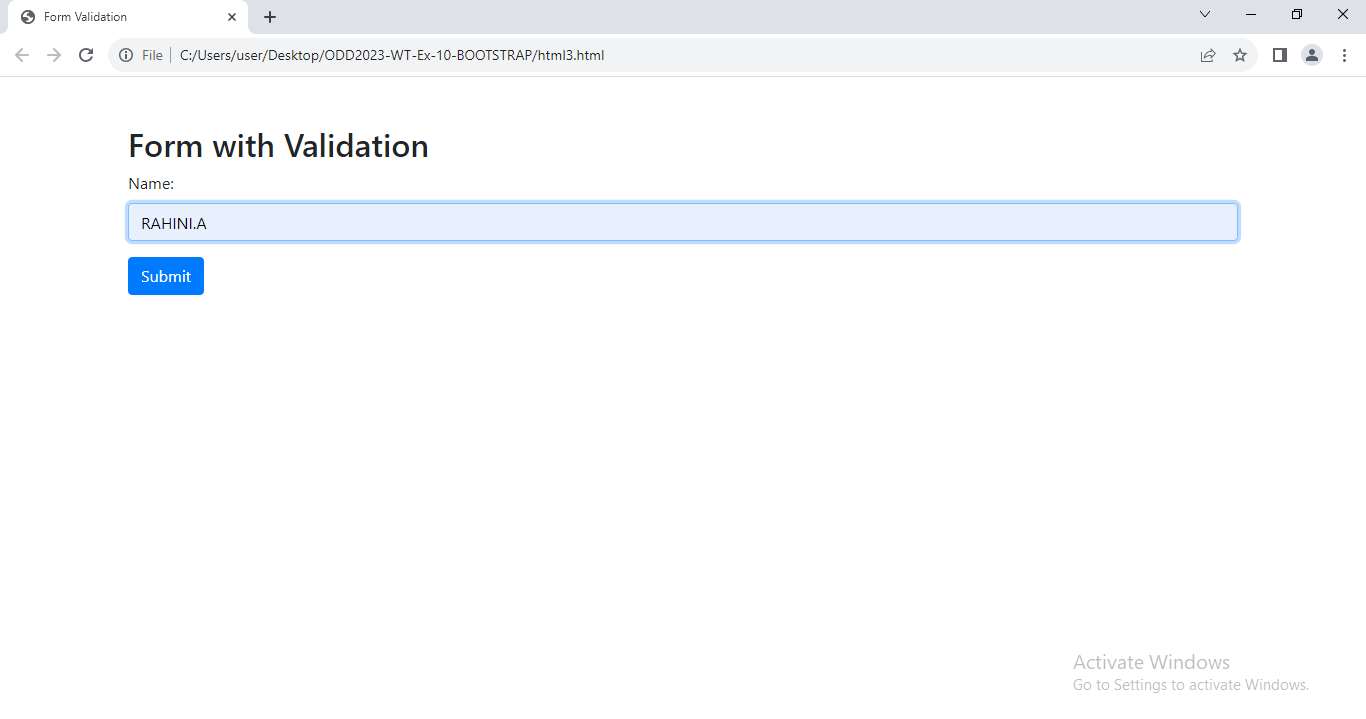 Form Validation
File C:/Users/user/Desktop/ODD2023-WT-Ex-10-BOOTSTRAP/html3.html
Form with Validation
Name:
RAHINI.A
Submit
Activate Windows
Go to Settings to activate Windows.